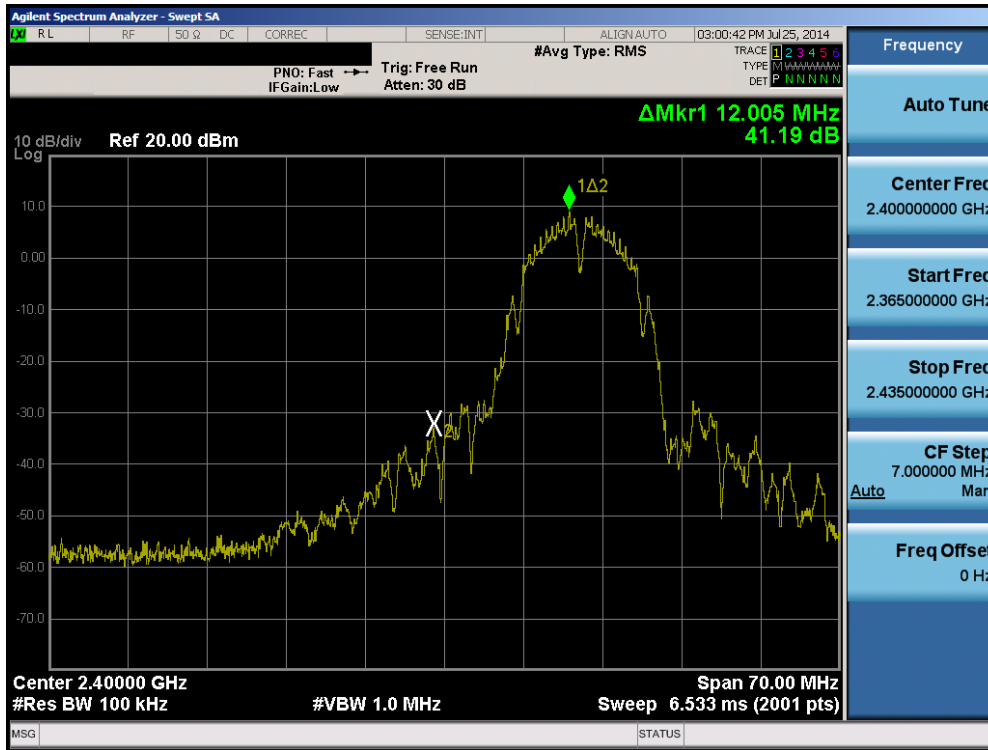 Agilent Spectrum Analyzer - Swept SA
LXI RL RF 50 Ω DC CORREC SENSE:INT ALIGN AUTO 03:00:42 PM Jul 25, 2014
PNO: Fast
IFGain:Low
Trig: Free Run
Atten: 30 dB
#Avg Type: RMS
TRACE 1 2 3 4 5 6
TYPE M WWWWW
DET P N N N N N
ΔMkr1 12.005 MHz
41.19 dB
10 dB/div Ref 20.00 dBm
Log
1Δ2
10.0
0.00
-10.0
-20.0
-30.0
X2
-40.0
-50.0
-60.0
-70.0
Center 2.40000 GHz Span 70.00 MHz
#Res BW 100 kHz #VBW 1.0 MHz Sweep 6.533 ms (2001 pts)
MSG STATUS
Frequency
Auto Tune
Center Freq
2.400000000 GHz
Start Freq
2.365000000 GHz
Stop Freq
2.435000000 GHz
CF Step
7.000000 MHz
Auto Man
Freq Offset
0 Hz